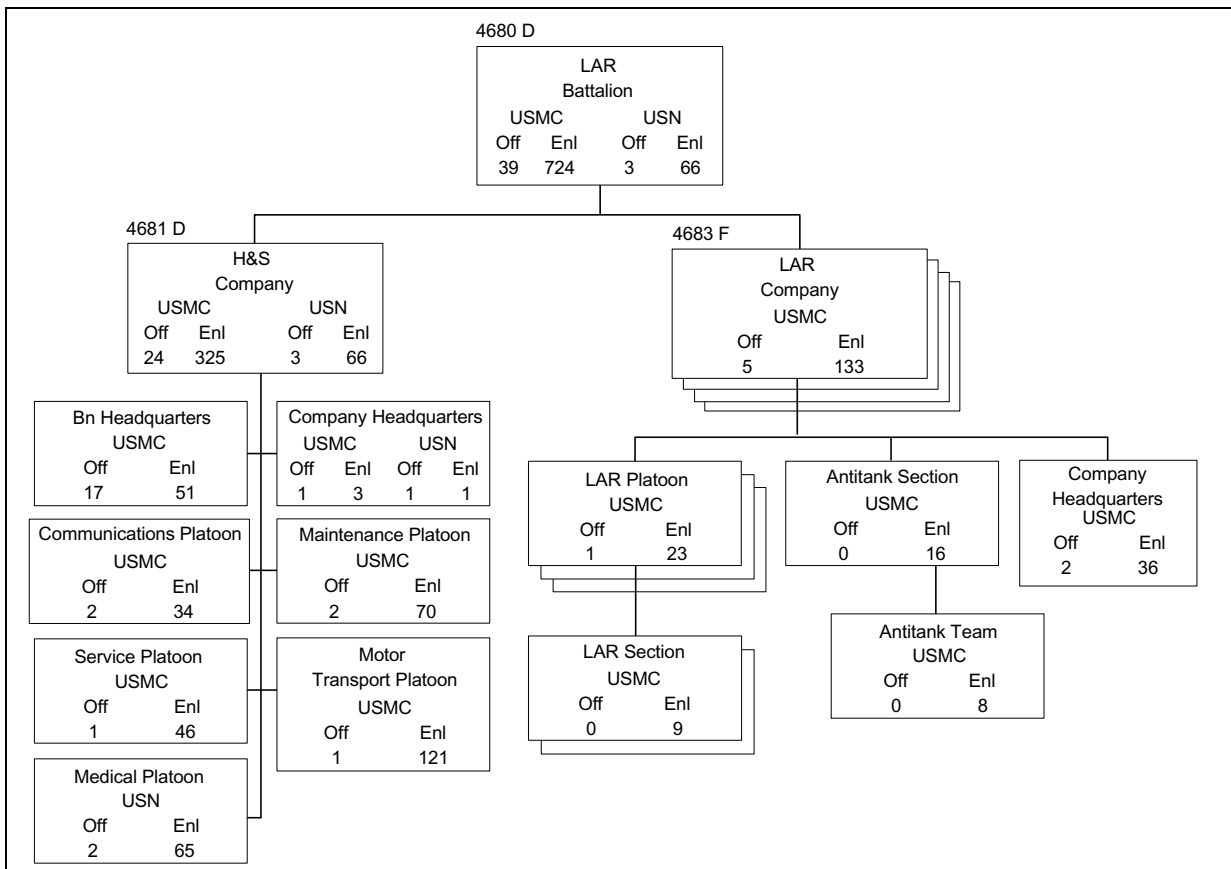 4680 D
LAR
Battalion
USMC USN
Off Enl Off Enl
39 724 3 66
4681 D
H&S
Company
USMC USN
Off Enl Off Enl
24 325 3 66
4683 F
LAR
Company
USMC
Off Enl
5 133
Bn Headquarters
USMC
Off Enl
17 51
Company Headquarters
USMC USN
Off Enl Off Enl
1 3 1 1
Communications Platoon
USMC
Off Enl
2 34
Maintenance Platoon
USMC
Off Enl
2 70
Service Platoon
USMC
Off Enl
1 46
Motor
Transport Platoon
USMC
Off Enl
1 121
Medical Platoon
USN
Off Enl
2 65
LAR Platoon
USMC
Off Enl
1 23
Antitank Section
USMC
Off Enl
0 16
Company
Headquarters
USMC
Off Enl
2 36
LAR Section
USMC
Off Enl
0 9
Antitank Team
USMC
Off Enl
0 8